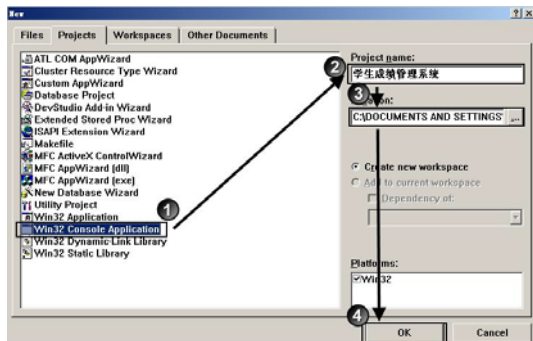 New
Files Projects Workspaces Other Documents
ATL COM AppWizard
Cluster Resource Type Wizard
Custom AppWizard
Database Project
DevStudio Add-in Wizard
Extended Stored Proc Wizard
ISAPI Extension Wizard
Makefile
MFC ActiveX ControlWizard
MFC AppWizard (dll)
MFC AppWizard (exe)
New Database Wizard
Utility Project
Win32 Application
Win32 Console Application
Win32 Dynamic-Link Library
Win32 Static Library
1
Project name:
2
学生成绩管理系统
3
C:\DOCUMENTS AND SETTINGS\
...
Create new workspace
Add to current workspace
Dependency of:
Platforms:
Win32
4
OK Cancel